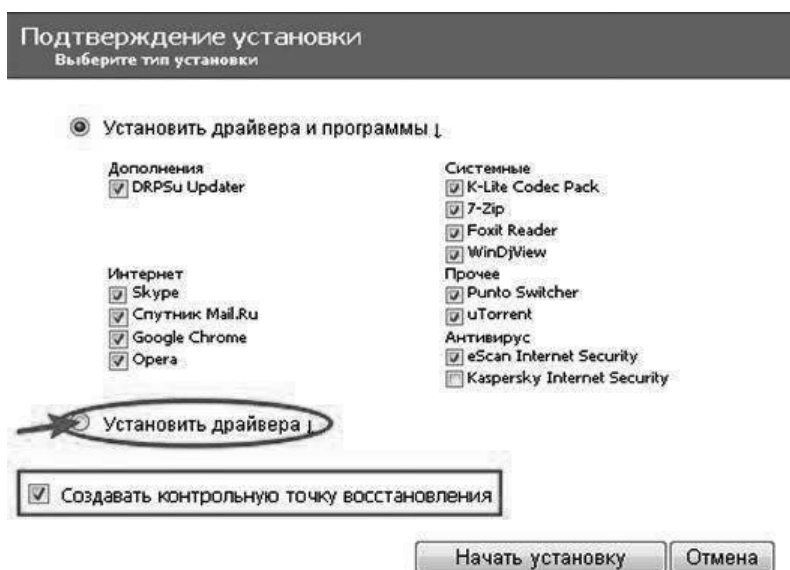 Подтверждение установки
Выберите тип установки
Установить драйвера и программы ↓
Дополнения
DRPSu Updater
Интернет
Skype
Спутник Mail.Ru
Google Chrome
Opera
Системные
K-Lite Codec Pack
7-Zip
Foxit Reader
WinDjView
Прочее
Punto Switcher
uTorrent
Антивирус
eScan Internet Security
Kaspersky Internet Security
Установить драйвера ↓
Создавать контрольную точку восстановления
Начать установку
Отмена